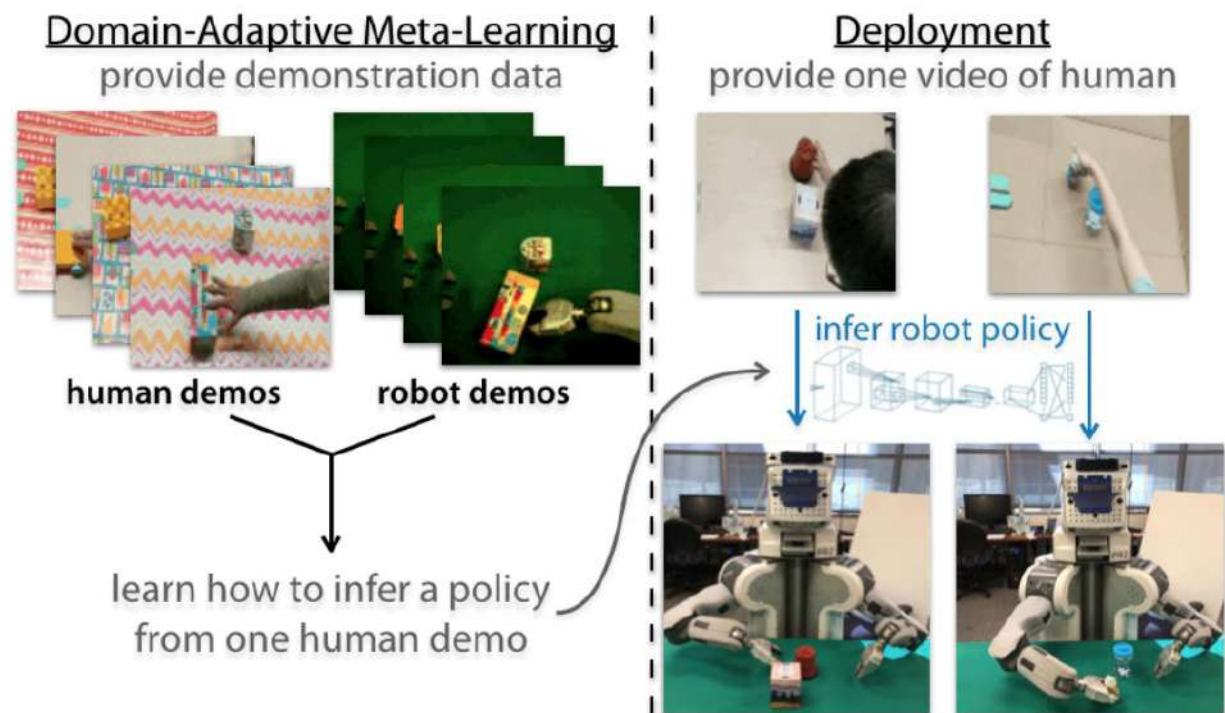 Domain-Adaptive Meta-Learning
provide demonstration data
human demos
robot demos
learn how to infer a policy
from one human demo
Deployment
provide one video of human
infer robot policy